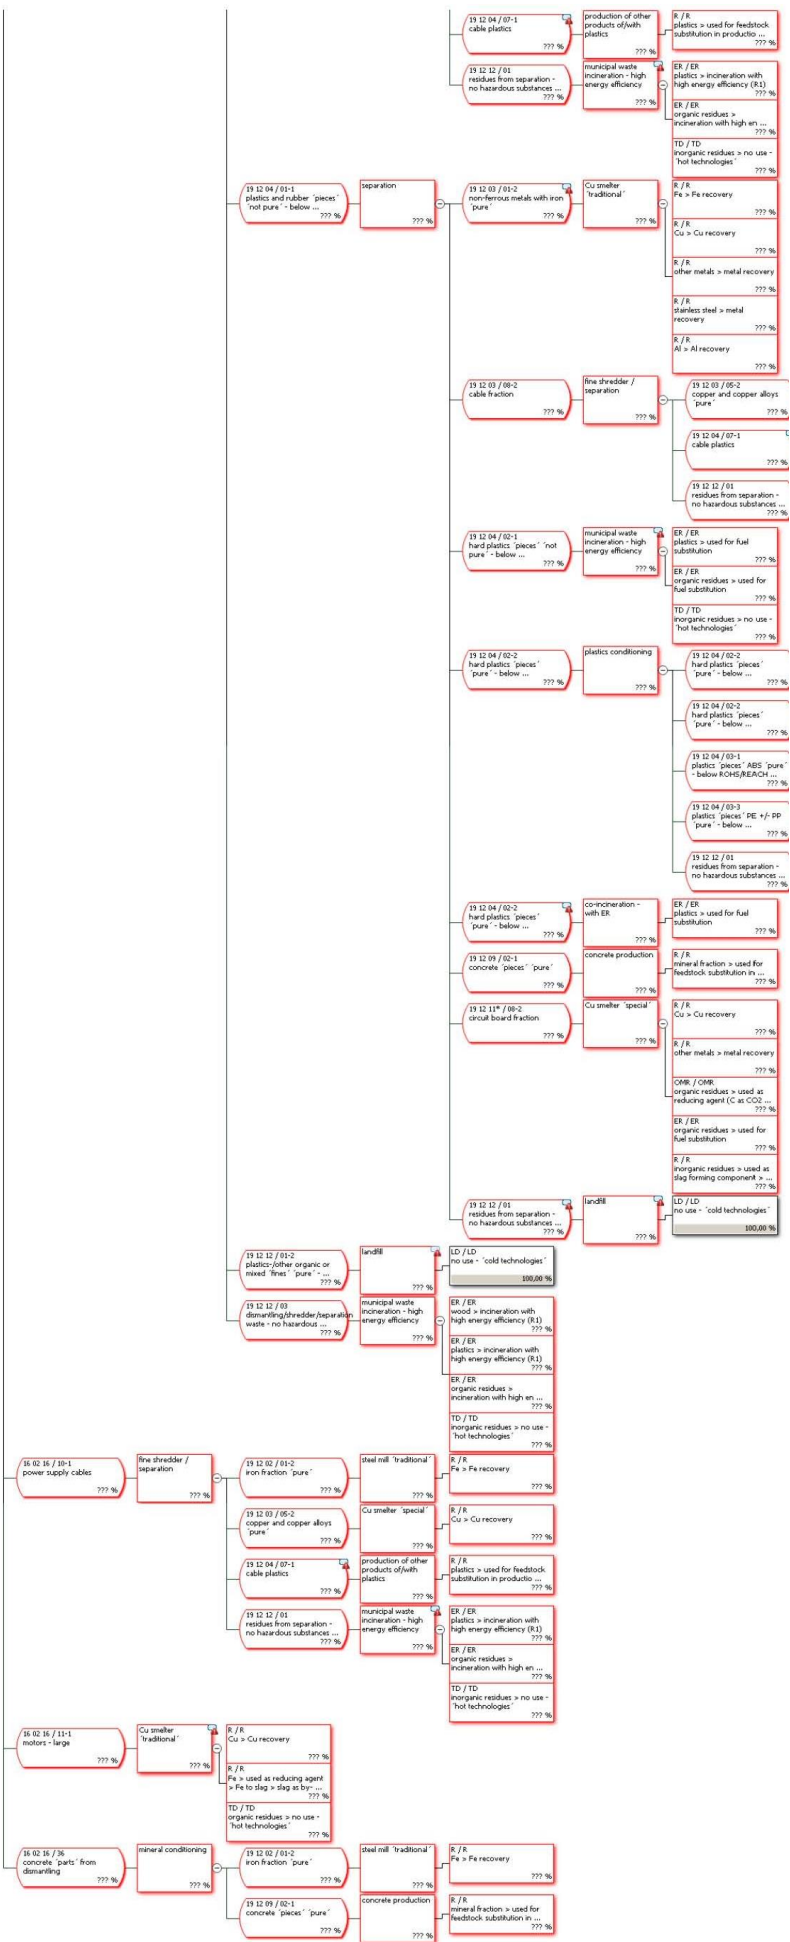 19 12 04 / 07-1
cable plastics
??? %
production of other
products of/with
plastics
??? %
R / R
plastics > used for feedstock
substitution in productio ...
??? %
19 12 12 / 01
residues from separation -
no hazardous substances ...
??? %
municipal waste
incineration - high
energy efficiency
??? %
ER / ER
plastics > incineration with
high energy efficiency (R1)
??? %
ER / ER
organic residues >
incineration with high en ...
??? %
TD / TD
inorganic residues > no use -
´hot technologies´
??? %
19 12 04 / 01-1
plastics and rubber ´pieces´
´not pure´ - below ...
??? %
separation
??? %
19 12 03 / 01-2
non-ferrous metals with iron
´pure´
??? %
Cu smelter
´traditional´
??? %
R / R
Fe > Fe recovery
??? %
R / R
Cu > Cu recovery
??? %
R / R
other metals > metal recovery
??? %
R / R
stainless steel > metal
recovery
??? %
R / R
Al > Al recovery
??? %
19 12 03 / 08-2
cable fraction
??? %
fine shredder /
separation
??? %
19 12 03 / 05-2
copper and copper alloys
´pure´
??? %
19 12 04 / 07-1
cable plastics
??? %
19 12 12 / 01
residues from separation -
no hazardous substances ...
??? %
19 12 04 / 02-1
hard plastics ´pieces´ ´not
pure´ - below ...
??? %
municipal waste
incineration - high
energy efficiency
??? %
ER / ER
plastics > used for fuel
substitution
??? %
ER / ER
organic residues > used for
fuel substitution
??? %
TD / TD
inorganic residues > no use -
´hot technologies´
??? %
19 12 04 / 02-2
hard plastics ´pieces´
´pure´ - below ...
??? %
plastics conditioning
??? %
19 12 04 / 02-2
hard plastics ´pieces´
´pure´ - below ...
??? %
19 12 04 / 02-2
hard plastics ´pieces´
´pure´ - below ...
??? %
19 12 04 / 03-1
plastics ´pieces´ ABS ´pure´
- below ROHS/REACH ...
??? %
19 12 04 / 03-3
plastics ´pieces´ PE +/- PP
´pure´ - below ...
??? %
19 12 12 / 01
residues from separation -
no hazardous substances ...
??? %
19 12 04 / 02-2
hard plastics ´pieces´
´pure´ - below ...
??? %
co-incineration -
with ER
??? %
ER / ER
plastics > used for fuel
substitution
??? %
19 12 09 / 02-1
concrete ´pieces´ ´pure´
??? %
concrete production
??? %
R / R
mineral fraction > used for
feedstock substitution in ...
??? %
19 12 11* / 08-2
circuit board fraction
??? %
Cu smelter ´special´
??? %
R / R
Cu > Cu recovery
??? %
R / R
other metals > metal recovery
??? %
OMR / OMR
organic residues > used as
reducing agent (C as CO2 ...
??? %
ER / ER
organic residues > used for
fuel substitution
??? %
R / R
inorganic residues > used as
slag forming component > ...
??? %
19 12 12 / 01
residues from separation -
no hazardous substances ...
??? %
landfill
??? %
LD / LD
no use - ´cold technologies´
100,00 %
19 12 12 / 01-2
plastics-/other organic or
mixed ´fines´ ´pure´ - ...
??? %
landfill
??? %
LD / LD
no use - ´cold technologies´
100,00 %
19 12 12 / 03
dismantling/shredder/separation
waste - no hazardous ...
??? %
municipal waste
incineration - high
energy efficiency
??? %
ER / ER
wood > incineration with
high energy efficiency (R1)
??? %
ER / ER
plastics > incineration with
high energy efficiency (R1)
??? %
ER / ER
organic residues >
incineration with high en ...
??? %
TD / TD
inorganic residues > no use -
´hot technologies´
??? %
16 02 16 / 10-1
power supply cables
??? %
fine shredder /
separation
??? %
19 12 02 / 01-2
iron fraction ´pure´
??? %
steel mill ´traditional´
??? %
R / R
Fe > Fe recovery
??? %
19 12 03 / 05-2
copper and copper alloys
´pure´
??? %
Cu smelter ´special´
??? %
R / R
Cu > Cu recovery
??? %
19 12 04 / 07-1
cable plastics
??? %
production of other
products of/with
plastics
??? %
R / R
plastics > used for feedstock
substitution in productio ...
??? %
19 12 12 / 01
residues from separation -
no hazardous substances ...
??? %
municipal waste
incineration - high
energy efficiency
??? %
ER / ER
plastics > incineration with
high energy efficiency (R1)
??? %
ER / ER
organic residues >
incineration with high en ...
??? %
TD / TD
inorganic residues > no use -
´hot technologies´
??? %
16 02 16 / 11-1
motors - large
??? %
Cu smelter
´traditional´
??? %
R / R
Cu > Cu recovery
??? %
R / R
Fe > used as reducing agent
> Fe to slag > slag as by- ...
??? %
TD / TD
organic residues > no use -
´hot technologies´
??? %
16 02 16 / 36
concrete ´parts´ from
dismantling
??? %
mineral conditioning
??? %
19 12 02 / 01-2
iron fraction ´pure´
??? %
steel mill ´traditional´
??? %
R / R
Fe > Fe recovery
??? %
19 12 09 / 02-1
concrete ´pieces´ ´pure´
??? %
concrete production
??? %
R / R
mineral fraction > used for
feedstock substitution in ...
??? %